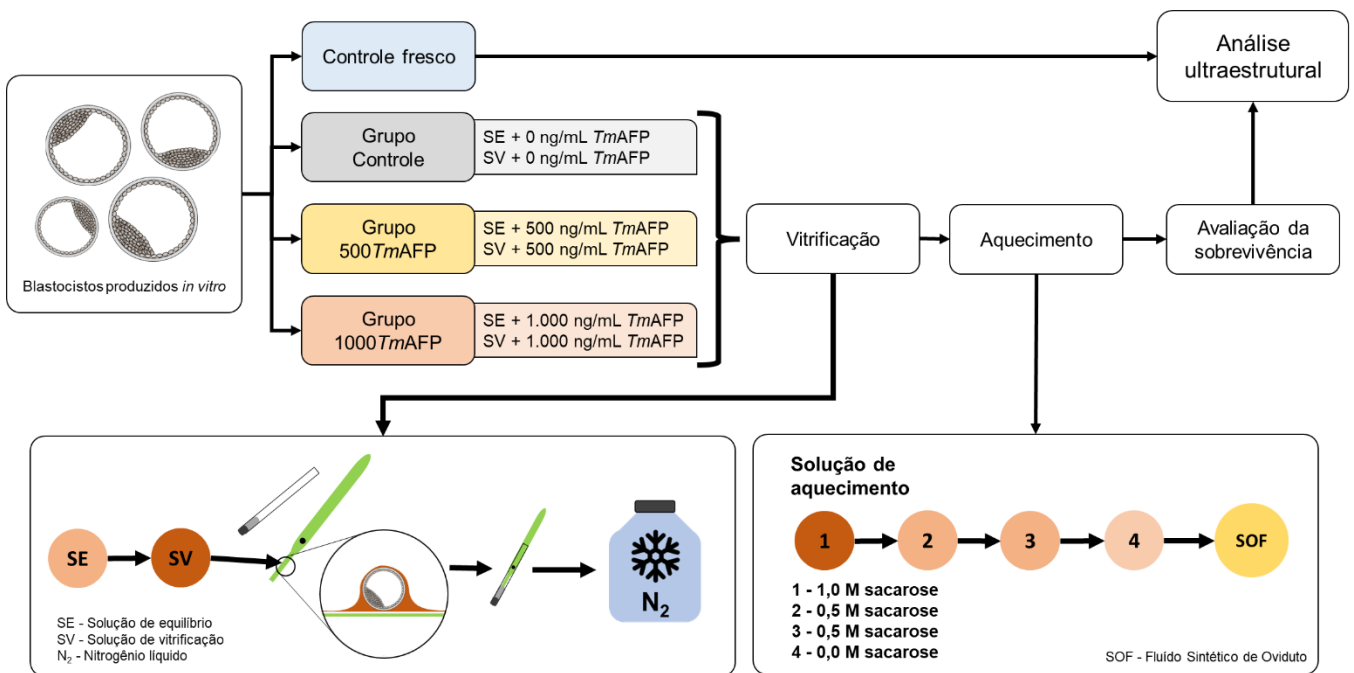 Controle fresco
Análise
ultraestrutural
Blastocistos produzidos in vitro
Grupo
Controle
SE + 0 ng/mL TmAFP
SV + 0 ng/mL TmAFP
Grupo
500TmAFP
SE + 500 ng/mL TmAFP
SV + 500 ng/mL TmAFP
Grupo
1000TmAFP
SE + 1.000 ng/mL TmAFP
SV + 1.000 ng/mL TmAFP
Vitrificação
Aquecimento
Avaliação da
sobrevivência
SE
SV
N₂
SE - Solução de equilíbrio
SV - Solução de vitrificação
N₂ - Nitrogênio líquido
Solução de
aquecimento
1
2
3
4
SOF
1 - 1,0 M sacarose
2 - 0,5 M sacarose
3 - 0,5 M sacarose
4 - 0,0 M sacarose
SOF - Fluído Sintético de Oviduto